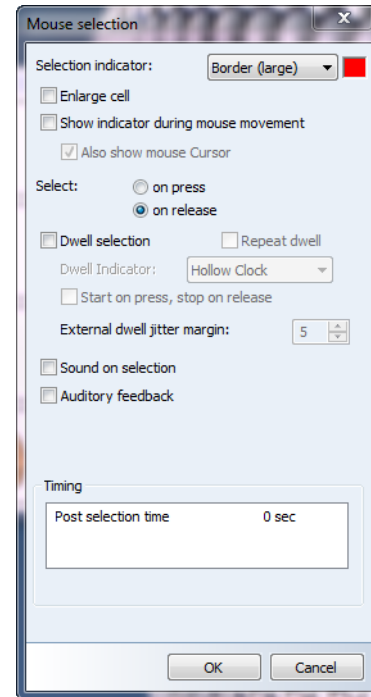 Mouse selection
x
Selection indicator: Border (large)
Enlarge cell
Show indicator during mouse movement
Also show mouse Cursor
Select: on press
on release
Dwell selection Repeat dwell
Dwell Indicator: Hollow Clock
Start on press, stop on release
External dwell jitter margin: 5
Sound on selection
Auditory feedback
Timing
Post selection time 0 sec
OK Cancel